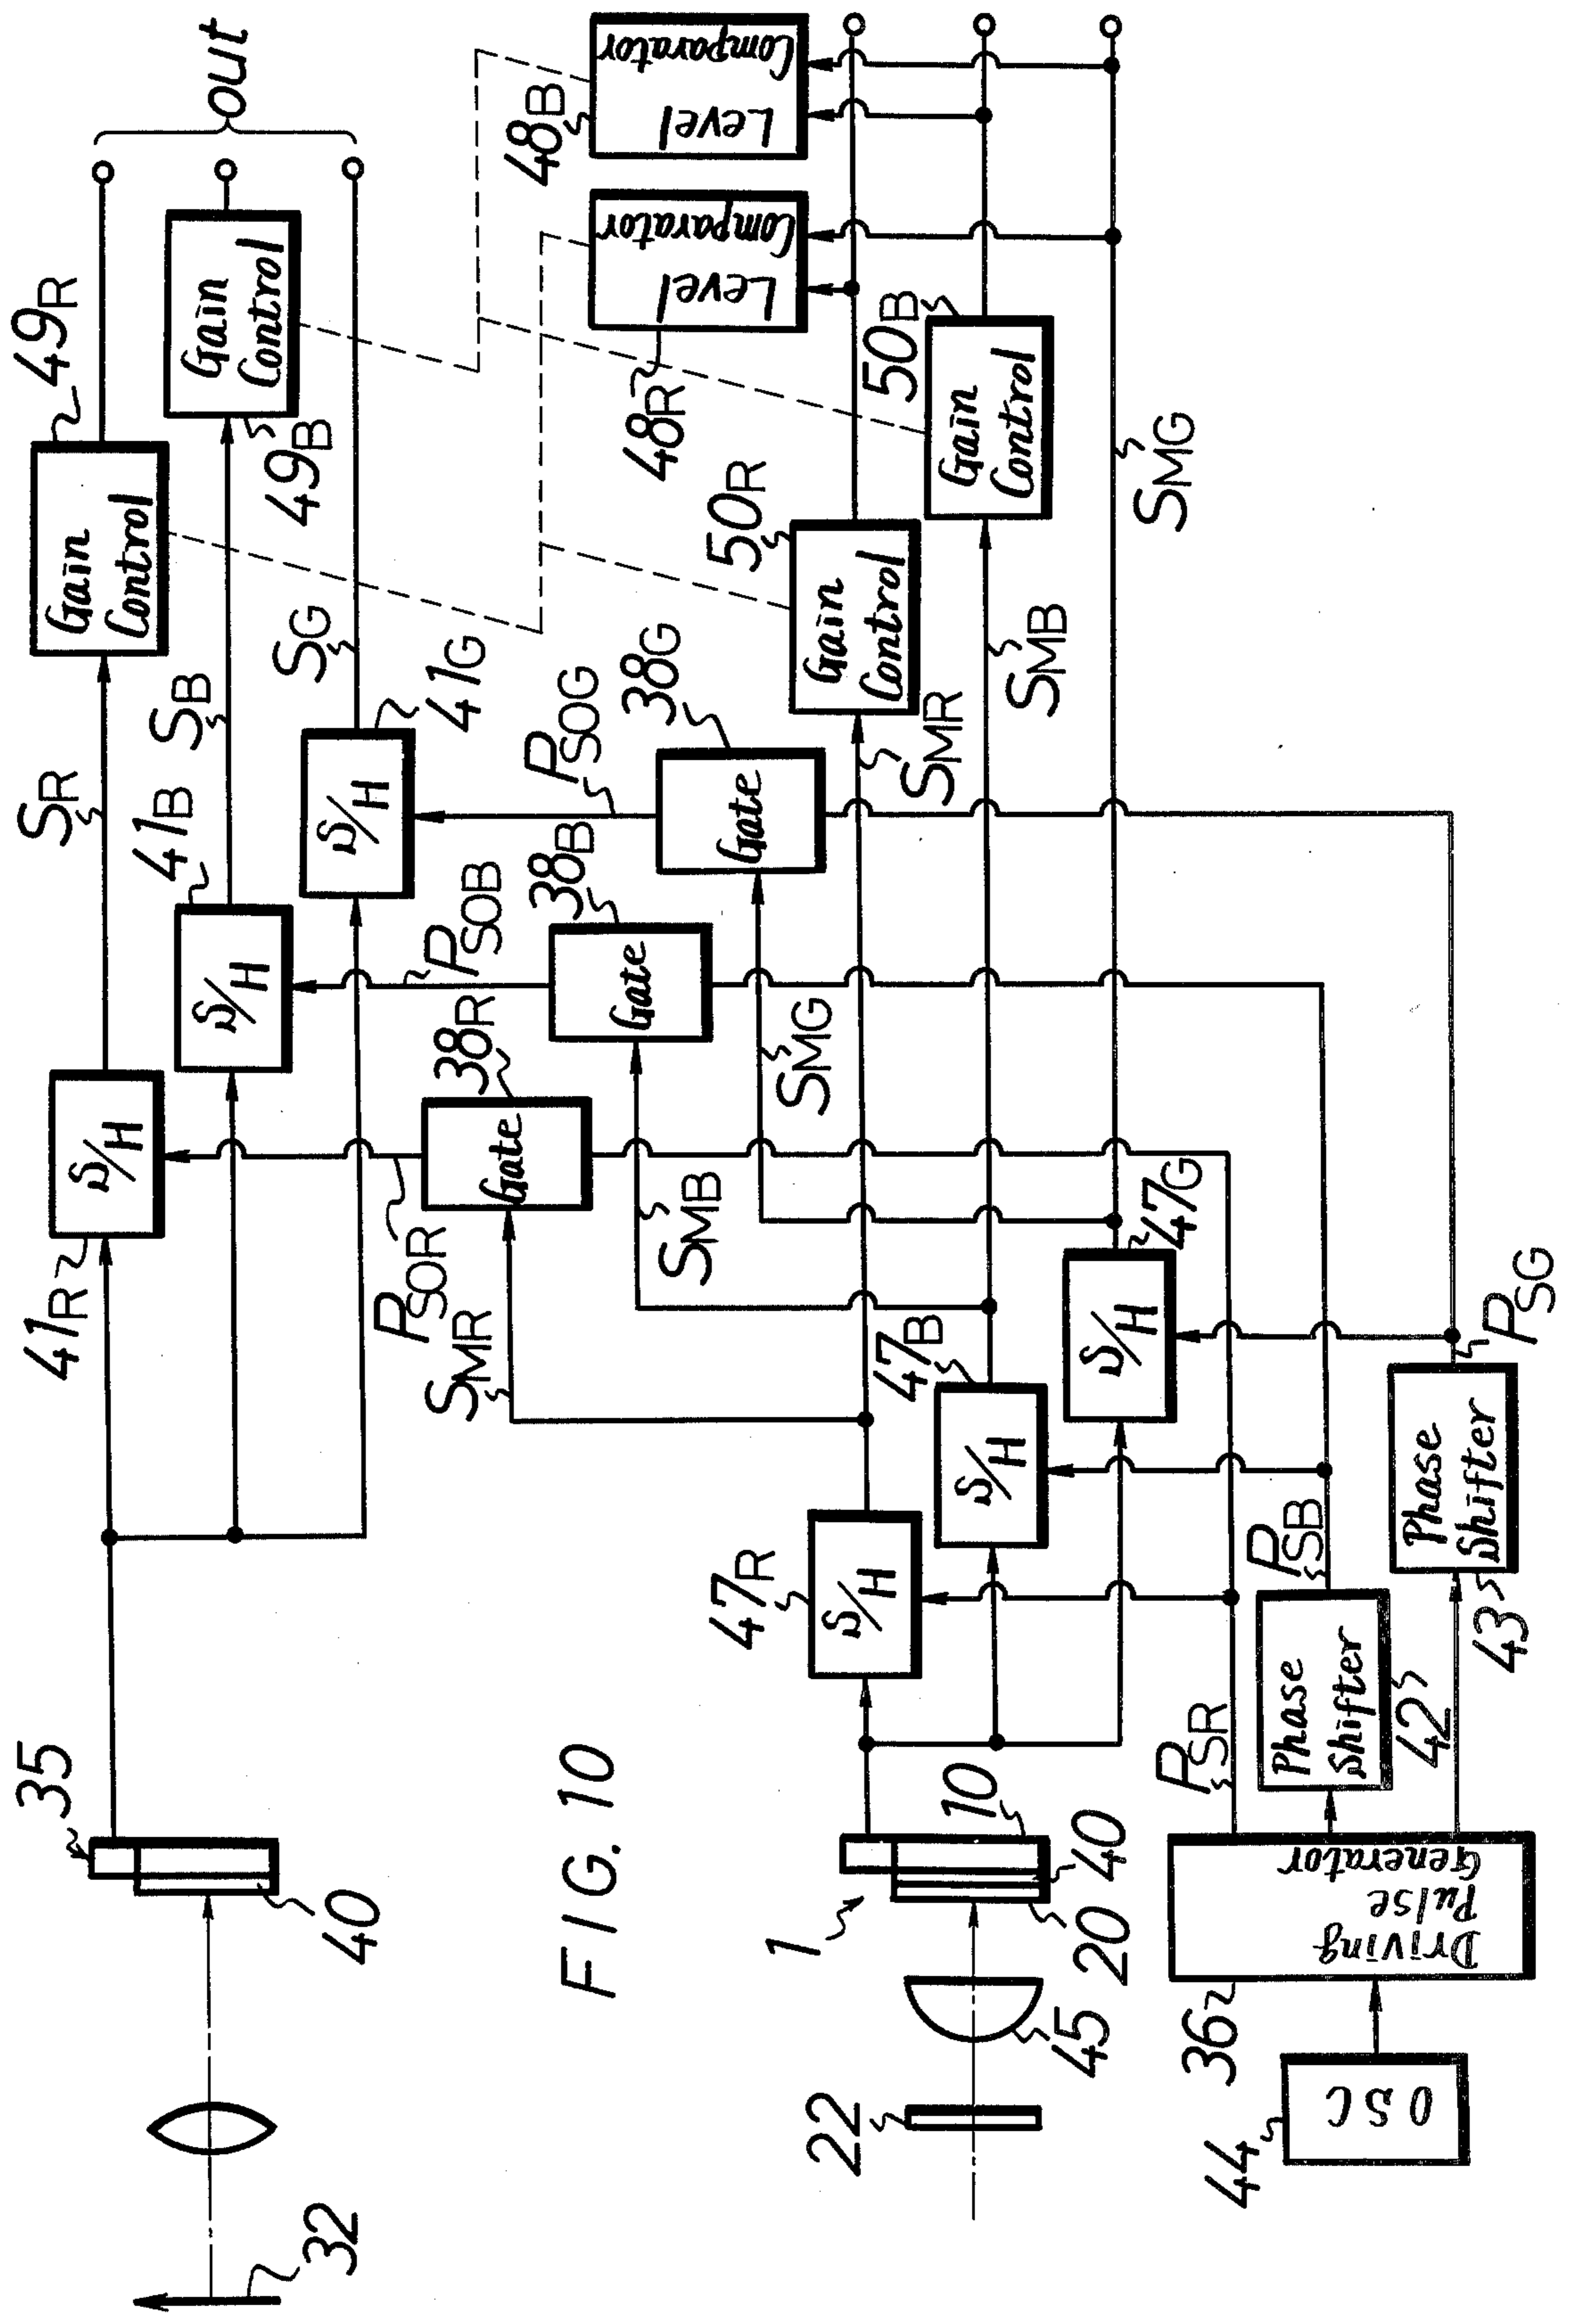 FIG. 10
32
40
35
41R
S/H
SR
49R
Gain
Control
41B
S/H
SB
49B
Gain
Control
S/H
41G
SG
OUT
PSOR
38R
Gate
PSOB
38B
Gate
PSOG
38G
Gate
SMR
SMB
SMG
22
45
1
20
40
10
47R
S/H
47B
S/H
47G
S/H
SMR
50R
Gain
Control
SMB
50B
Gain
Control
SMG
48R
Level
Comparator
48B
Level
Comparator
44
OSC
36
Driving
Pulse
Generator
PSR
Phase
Shifter
42
PSB
Phase
Shifter
43
PSG